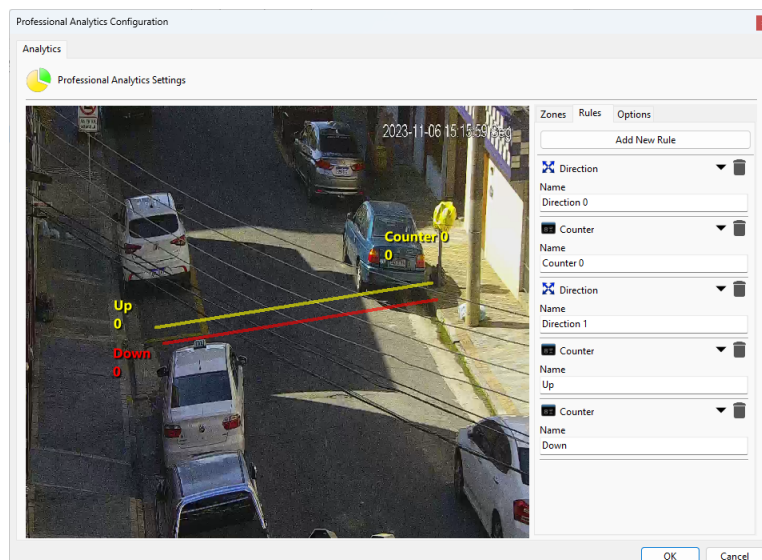 Professional Analytics Configuration
Analytics
Professional Analytics Settings
Zones
Rules
Options
Add New Rule
Direction
Name
Direction 0
Counter
Name
Counter 0
Direction
Name
Direction 1
Counter
Name
Up
Counter
Name
Down
2023-11-06 15:15:59
Counter 0
0
Up
0
Down
0
OK
Cancel